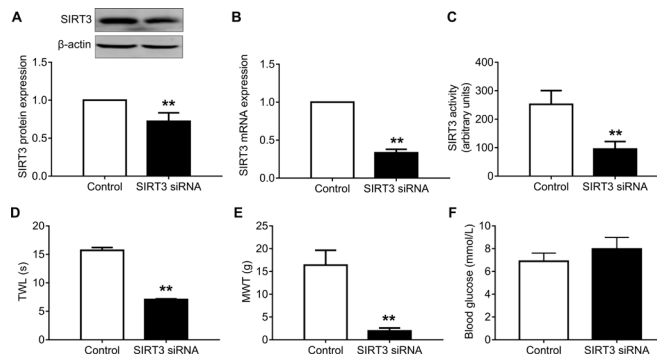 A
SIRT3
β-actin
SIRT3 protein expression
1.5
1.0
0.5
0.0
**
Control SIRT3 siRNA
B
SIRT3 mRNA expression
1.5
1.0
0.5
0.0
**
Control SIRT3 siRNA
C
SIRT3 activity
(arbitrary units)
400
300
200
100
0
**
Control SIRT3 siRNA
D
TWL (s)
20
15
10
5
0
**
Control SIRT3 siRNA
E
MWT (g)
25
20
15
10
5
0
**
Control SIRT3 siRNA
F
Blood glucose (mmol/L)
10
8
6
4
2
0
Control SIRT3 siRNA